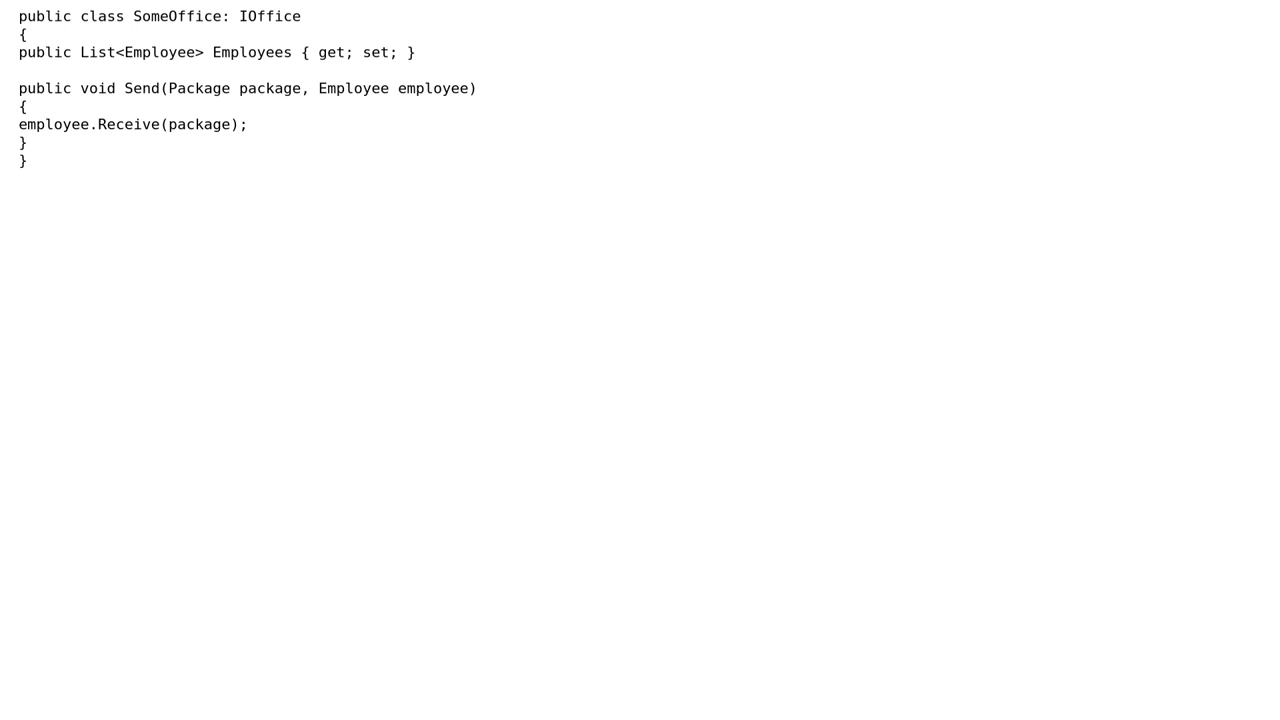 public class SomeOffice: IOffice
{
public List<Employee> Employees { get; set; }

public void Send(Package package, Employee employee)
{
employee.Receive(package);
}
}